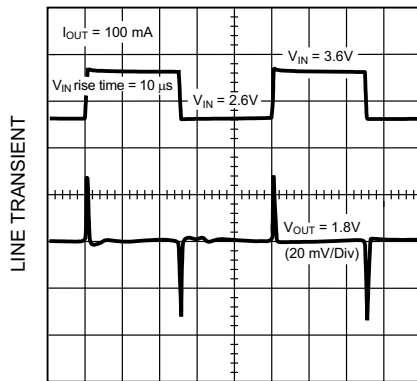 I_OUT = 100 mA
V_IN = 3.6V
V_IN rise time = 10 μs
V_IN = 2.6V
LINE TRANSIENT
V_OUT = 1.8V
(20 mV/Div)